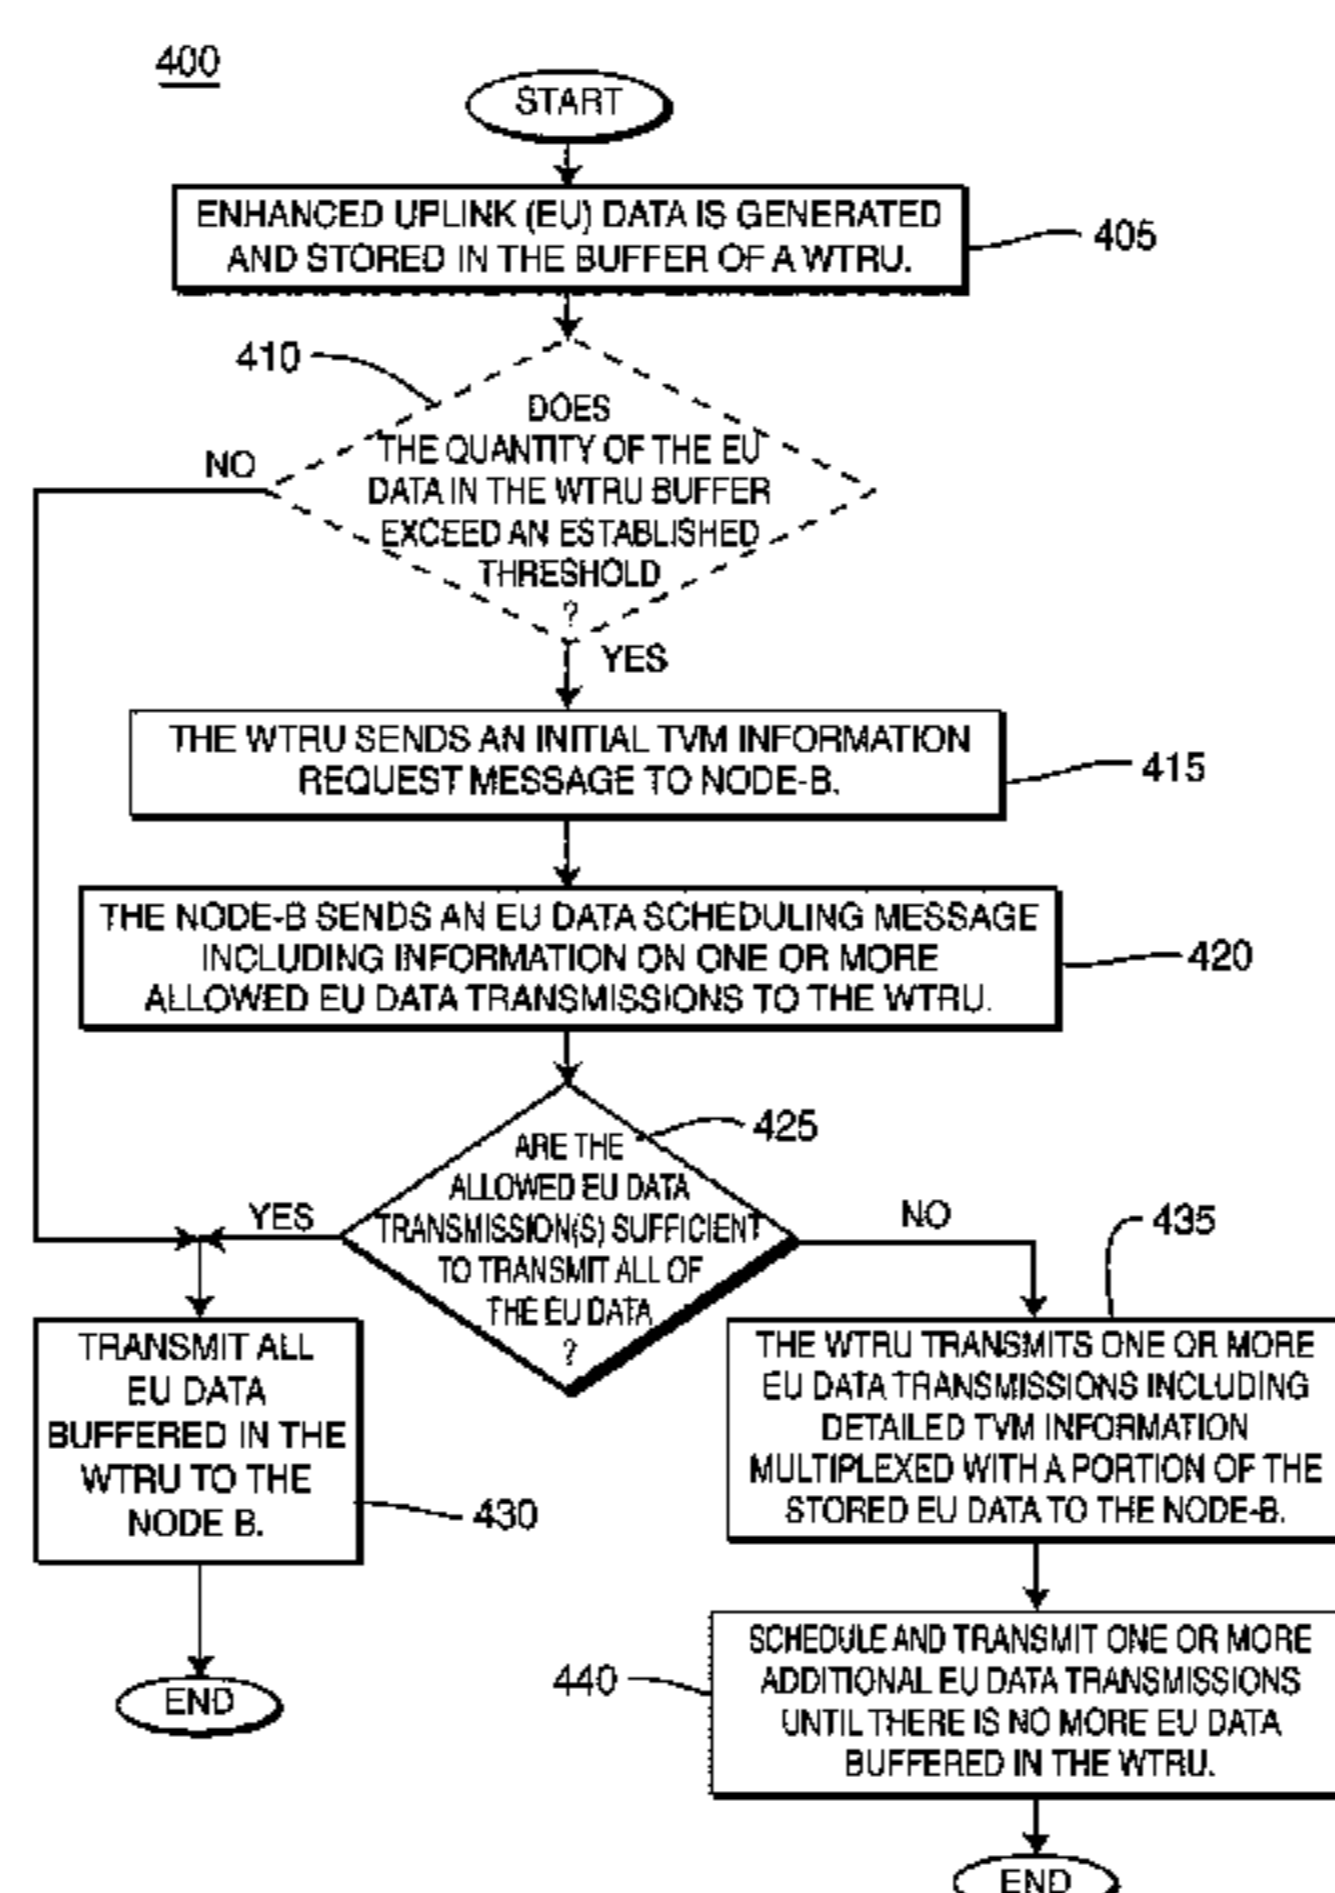 400
START
ENHANCED UPLINK (EU) DATA IS GENERATED
AND STORED IN THE BUFFER OF A WTRU.
405
410
DOES
THE QUANTITY OF THE EU
DATA IN THE WTRU BUFFER
EXCEED AN ESTABLISHED
THRESHOLD
?
NO
YES
THE WTRU SENDS AN INITIAL TVM INFORMATION
REQUEST MESSAGE TO NODE-B.
415
THE NODE-B SENDS AN EU DATA SCHEDULING MESSAGE
INCLUDING INFORMATION ON ONE OR MORE
ALLOWED EU DATA TRANSMISSIONS TO THE WTRU.
420
425
ARE THE
ALLOWED EU DATA
TRANSMISSION(S) SUFFICIENT
TO TRANSMIT ALL OF
THE EU DATA
?
YES
NO
TRANSMIT ALL
EU DATA
BUFFERED IN THE
WTRU TO THE
NODE B.
430
END
435
THE WTRU TRANSMITS ONE OR MORE
EU DATA TRANSMISSIONS INCLUDING
DETAILED TVM INFORMATION
MULTIPLEXED WITH A PORTION OF THE
STORED EU DATA TO THE NODE-B.
440
SCHEDULE AND TRANSMIT ONE OR MORE
ADDITIONAL EU DATA TRANSMISSIONS
UNTIL THERE IS NO MORE EU DATA
BUFFERED IN THE WTRU.
END